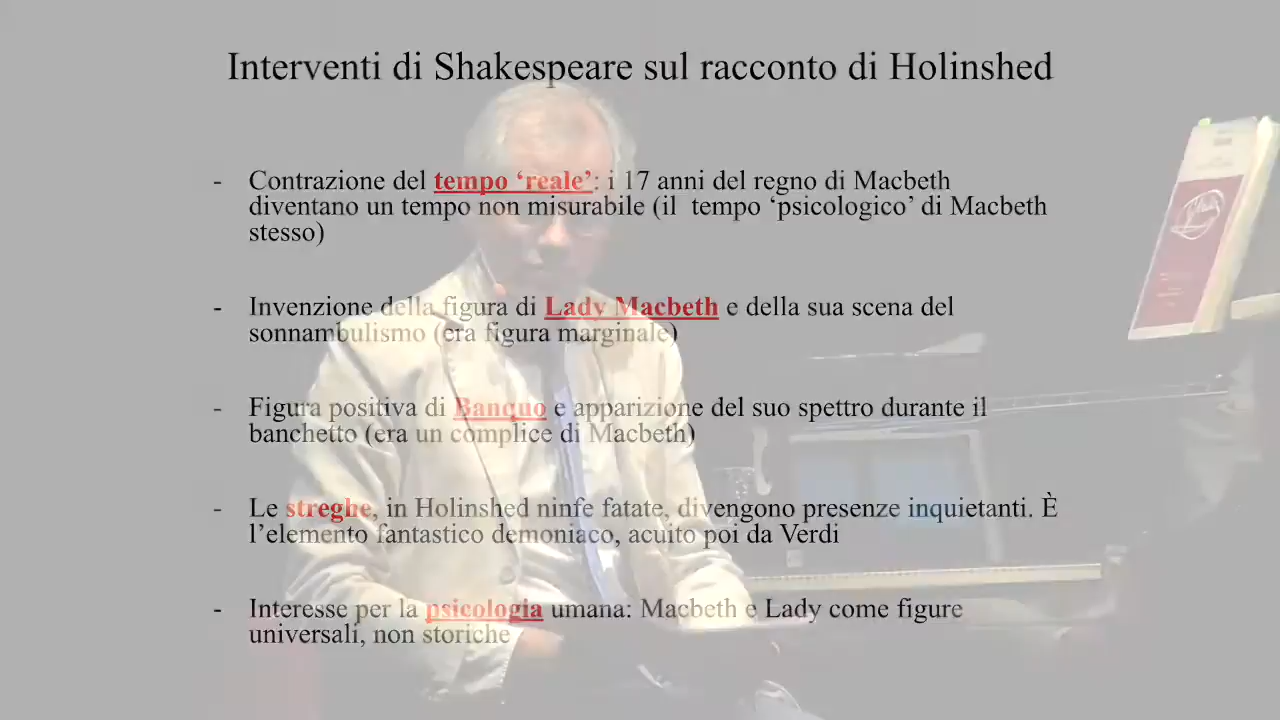 Interventi di Shakespeare sul racconto di Holinshed
- Contrazione del tempo ‘reale’: i 17 anni del regno di Macbeth
diventano un tempo non misurabile (il tempo ‘psicologico’ di Macbeth
stesso)
- Invenzione della figura di Lady Macbeth e della sua scena del
sonnambulismo (era figura marginale)
- Figura positiva di Banquo e apparizione del suo spettro durante il
banchetto (era un complice di Macbeth)
- Le streghe, in Holinshed ninfe fatate, divengono presenze inquietanti. È
l’elemento fantastico demoniaco, acuito poi da Verdi
- Interesse per la psicologia umana: Macbeth e Lady come figure
universali, non storiche